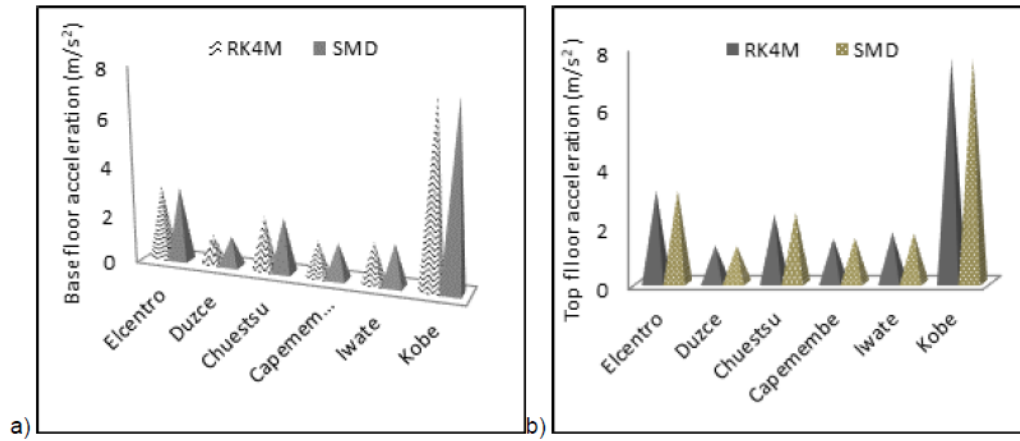 Base floor acceleration (m/s²)
8
6
4
2
0
RK4M
SMD
Elcentro
Duzce
Chuestsu
Capemem...
Iwate
Kobe
a)
Top flloor acceleration (m/s²)
8
6
4
2
0
RK4M
SMD
Elcentro
Duzce
Chuestsu
Capemembe
Iwate
Kobe
b)